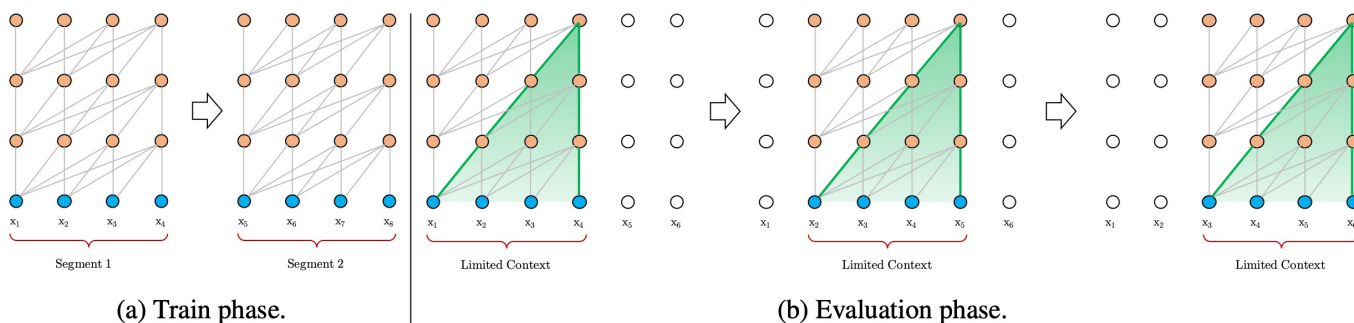 x₁ x₂ x₃ x₄ x₅ x₆ x₇ x₈ x₁ x₂ x₃ x₄ x₅ x₆ x₁ x₂ x₃ x₄ x₅ x₆ x₁ x₂ x₃ x₄ x₅ x₆
Segment 1 Segment 2 Limited Context Limited Context Limited Context
(a) Train phase. (b) Evaluation phase.